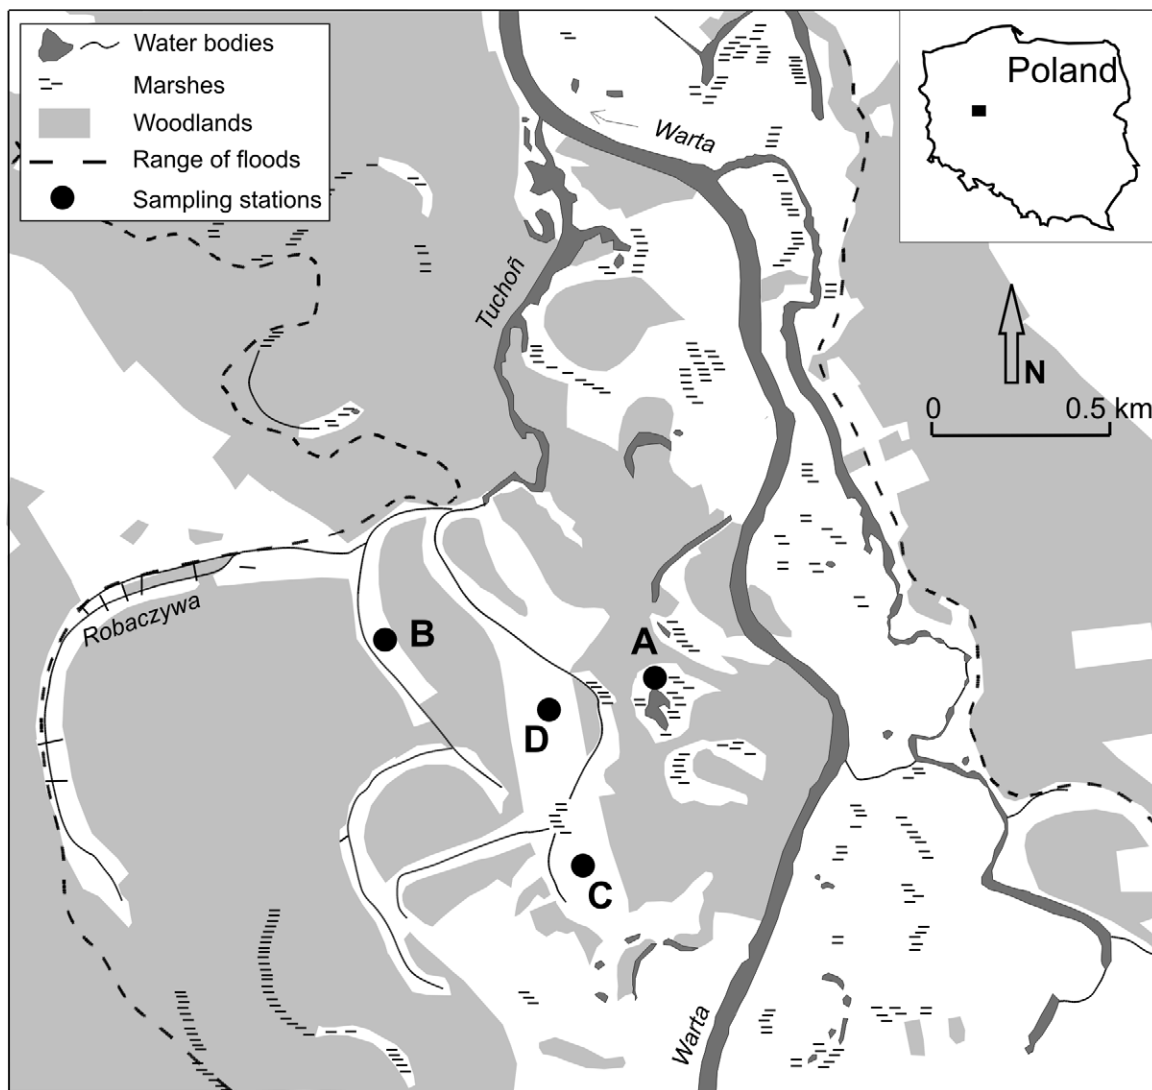 Water bodies
Marshes
Woodlands
Range of floods
Sampling stations
Poland
Warta
Tuchoń
N
0 0.5 km
Robaczywa
B
A
D
C
Warta